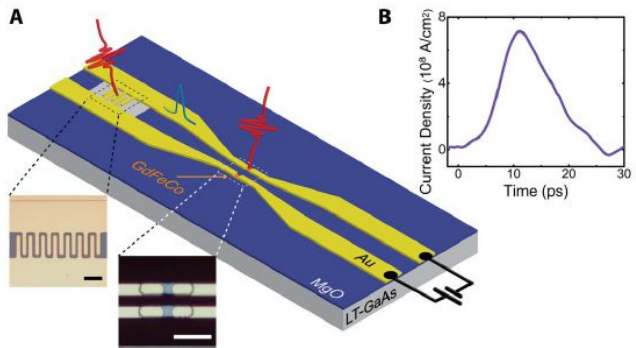 A
GdFeCo
Au
MgO
LT-GaAs
B
Current Density (10⁸ A/cm²)
8
4
0
0
10
20
30
Time (ps)